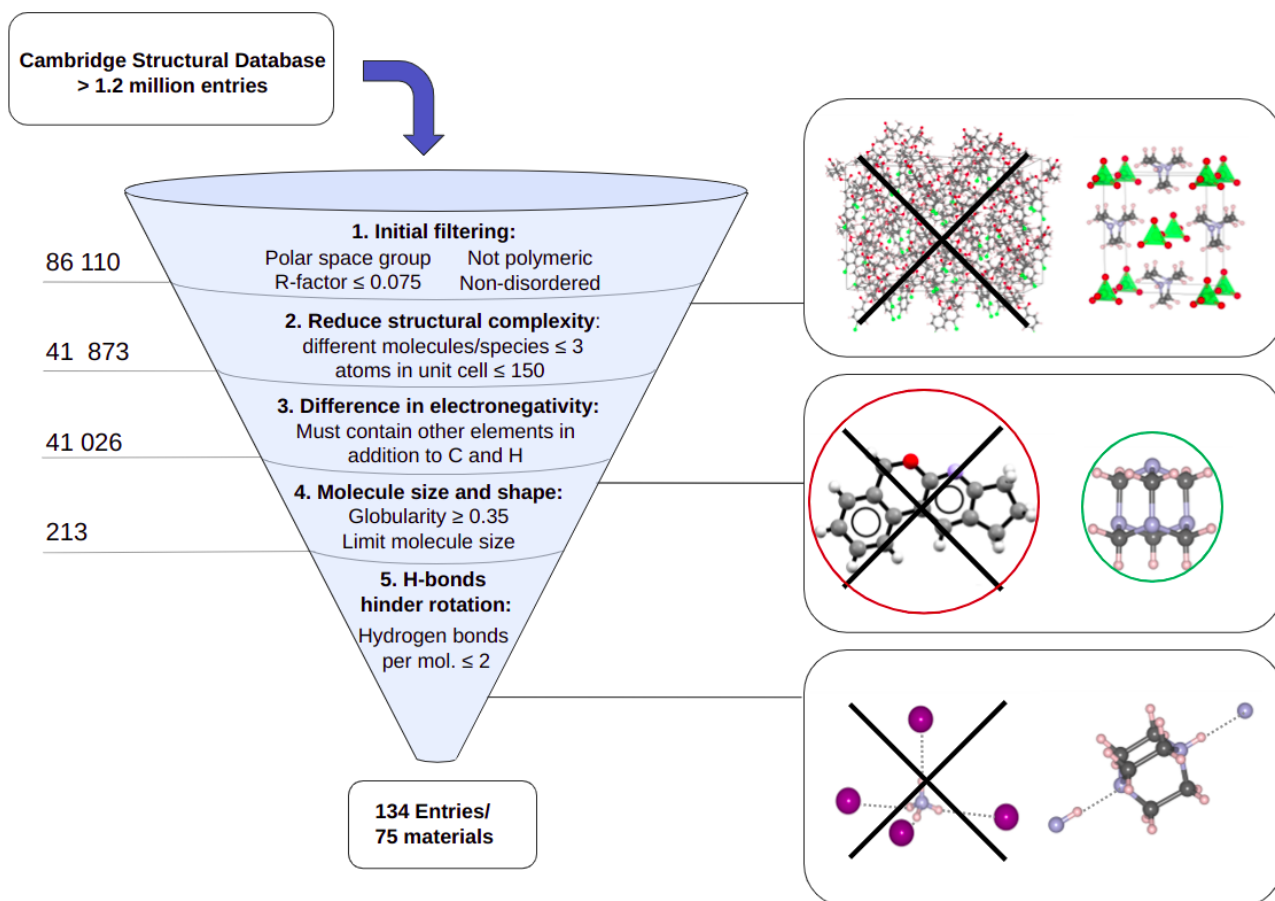 Cambridge Structural Database
> 1.2 million entries
1. Initial filtering:
Polar space group Not polymeric
R-factor ≤ 0.075 Non-disordered
86 110
2. Reduce structural complexity:
different molecules/species ≤ 3
atoms in unit cell ≤ 150
41 873
3. Difference in electronegativity:
Must contain other elements in
addition to C and H
41 026
4. Molecule size and shape:
Globularity ≥ 0.35
Limit molecule size
213
5. H-bonds
hinder rotation:
Hydrogen bonds
per mol. ≤ 2
134 Entries/
75 materials